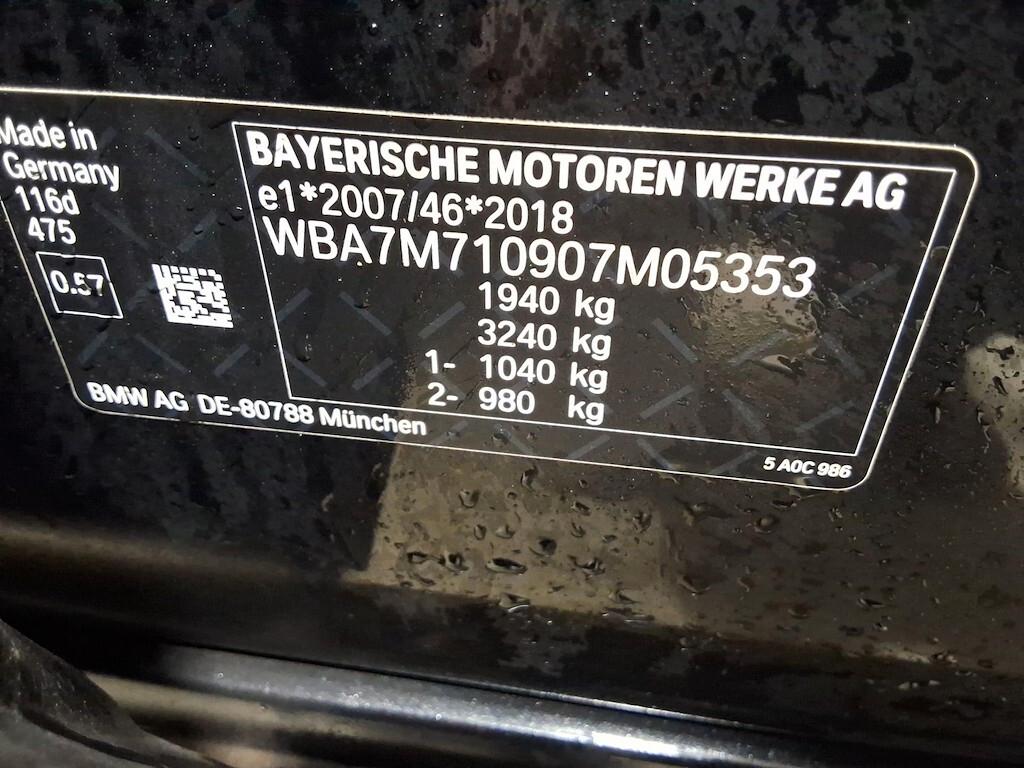 Made in
Germany
116d
475
0.57
BAYERISCHE MOTOREN WERKE AG
e1*2007/46*2018
WBA7M710907M05353
1940 kg
3240 kg
1- 1040 kg
2- 980 kg
BMW AG DE-80788 München
5 A0C 986